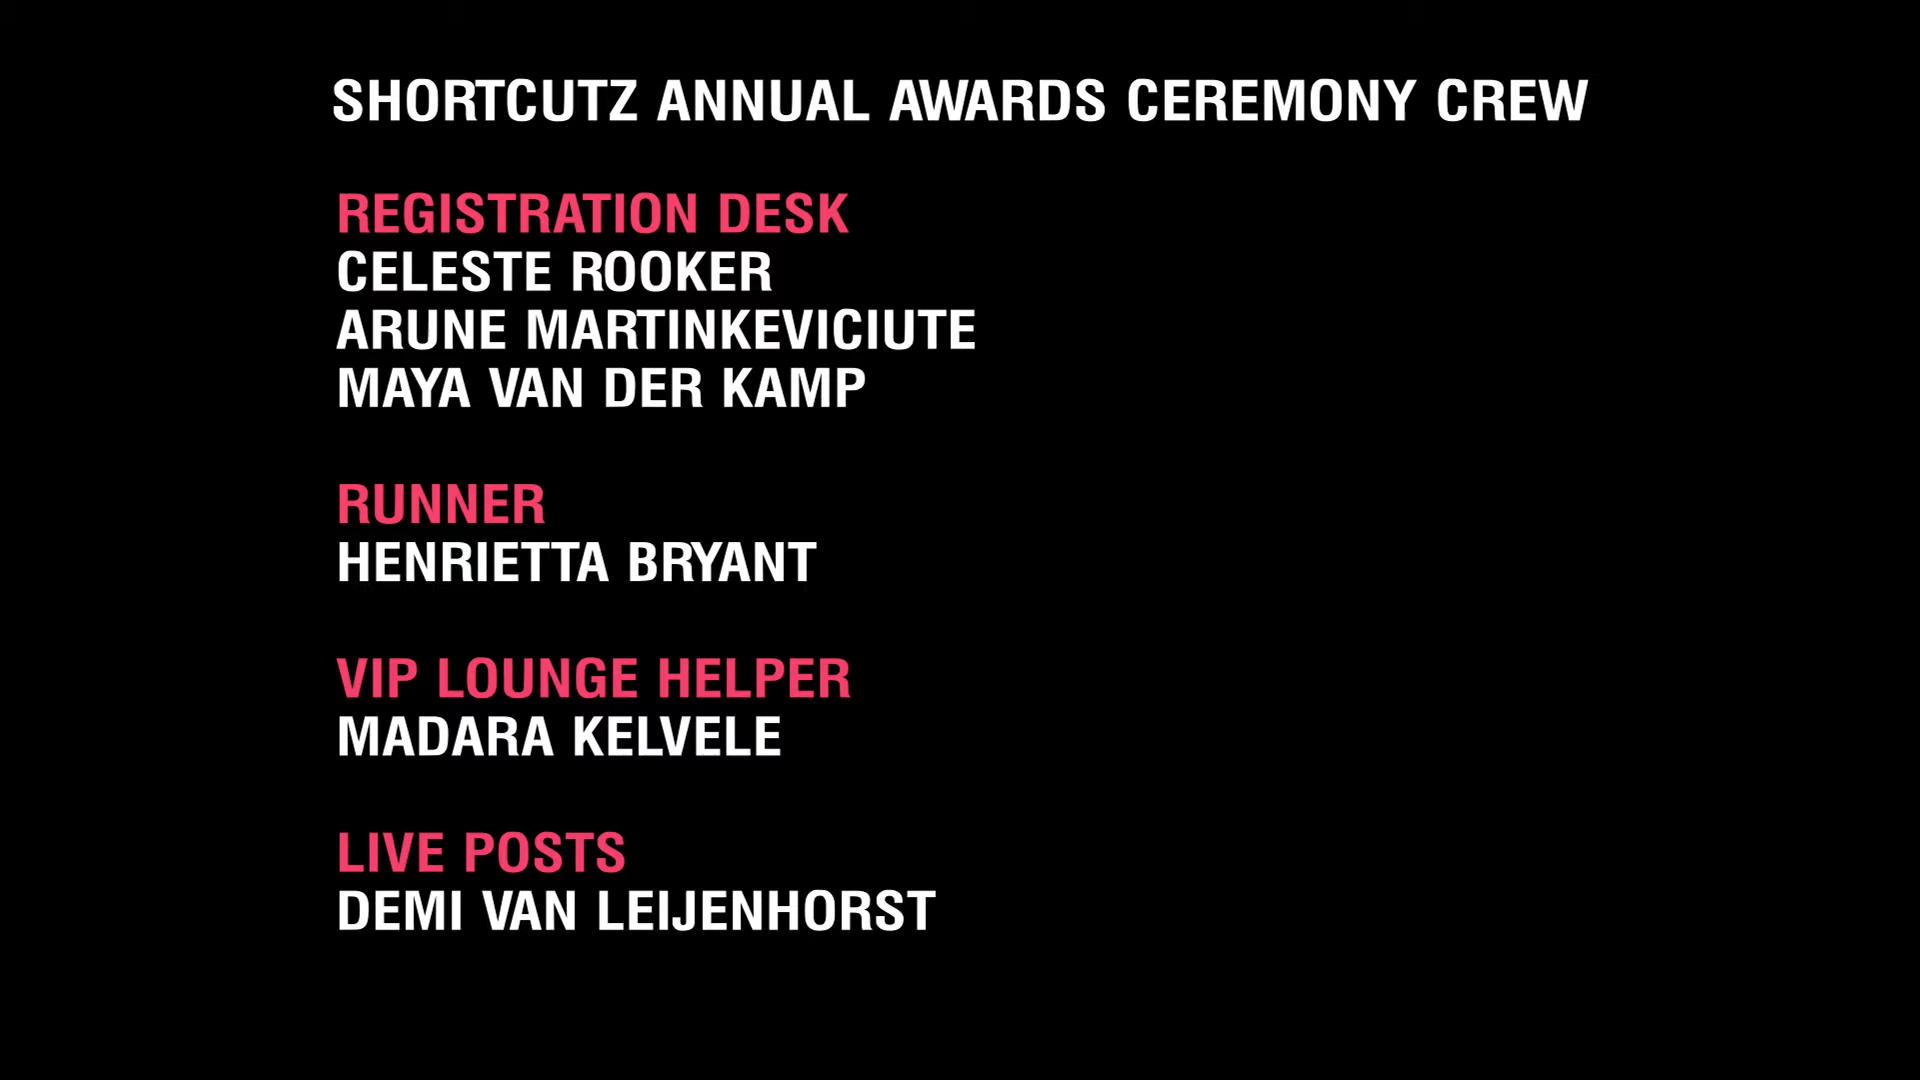 SHORTCUTZ ANNUAL AWARDS CEREMONY CREW
REGISTRATION DESK
CELESTE ROOKER
ARUNE MARTINKEVICIUTE
MAYA VAN DER KAMP
RUNNER
HENRIETTA BRYANT
VIP LOUNGE HELPER
MADARA KELVELE
LIVE POSTS
DEMI VAN LEIJENHORST